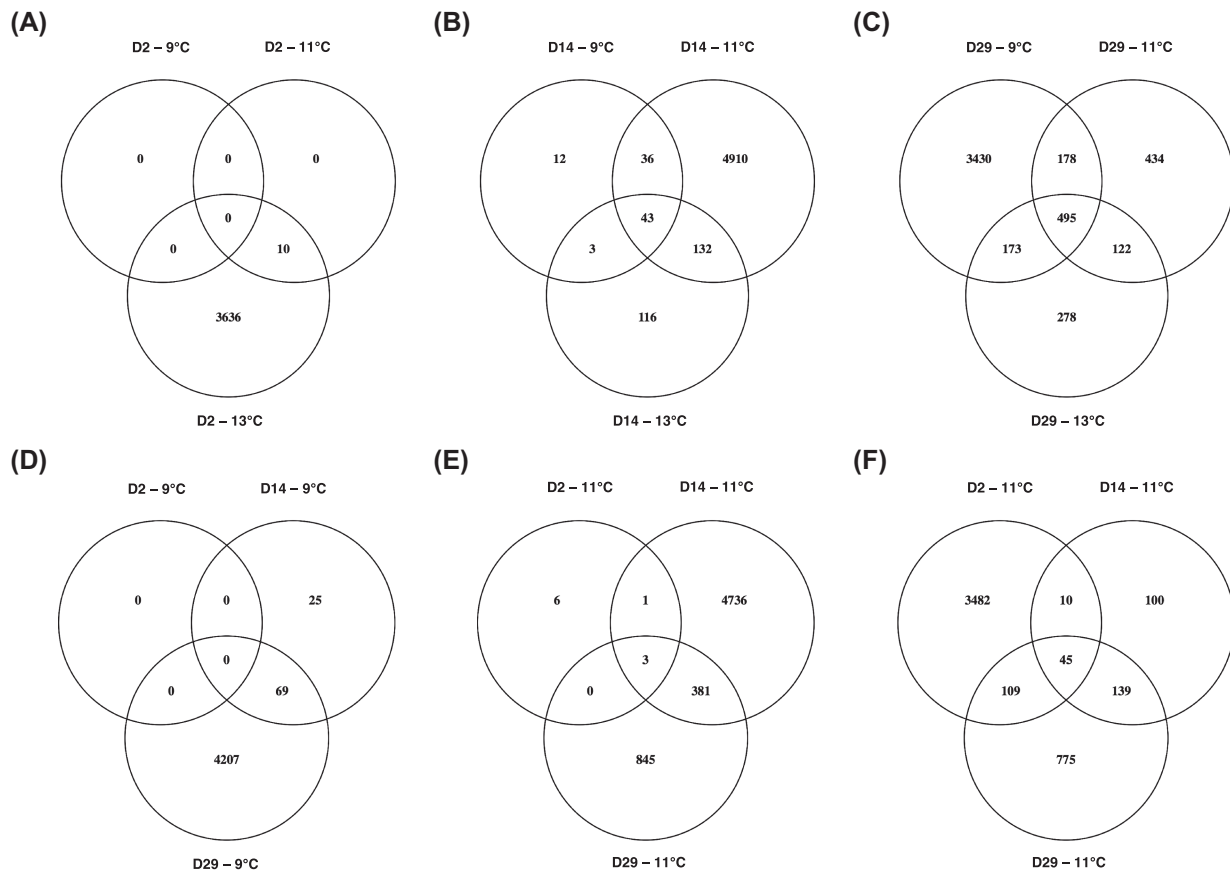 (A)
(B)
(C)
D2 – 9°C
D2 – 11°C
D14 – 9°C
D14 – 11°C
D29 – 9°C
D29 – 11°C
0
0
0
12
36
4910
3430
178
434
0
43
495
0
10
3
132
173
122
3636
116
278
D2 – 13°C
D14 – 13°C
D29 – 13°C
(D)
(E)
(F)
D2 – 9°C
D14 – 9°C
D2 – 11°C
D14 – 11°C
D2 – 11°C
D14 – 11°C
0
0
25
6
1
4736
3482
10
100
0
3
45
0
69
0
381
109
139
4207
845
775
D29 – 9°C
D29 – 11°C
D29 – 11°C